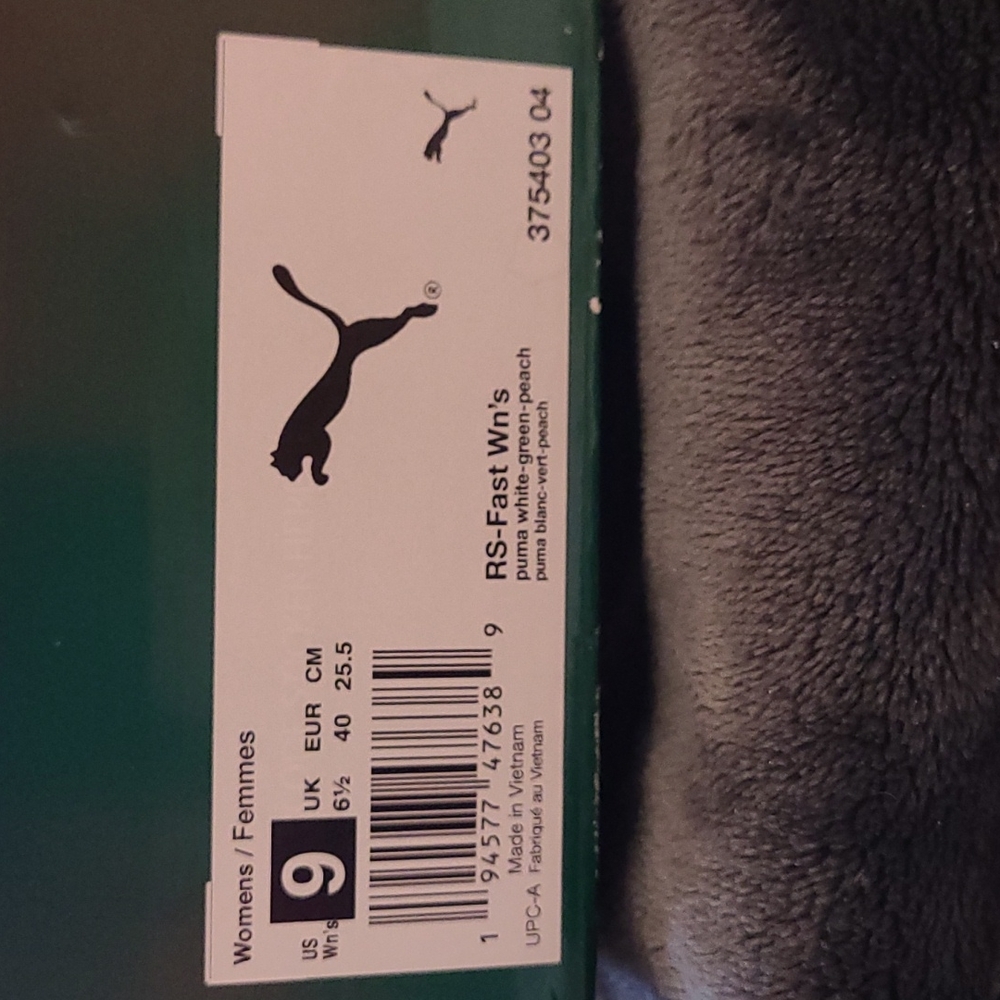 Womens / Femmes
US UK EUR CM
Wn's 9 6½ 40 25.5
1 94577 47638 9
Made in Vietnam
UPC-A Fabriqué au Vietnam
®
RS-Fast Wn's
puma white-green-peach
puma blanc-vert-peach
375403 04